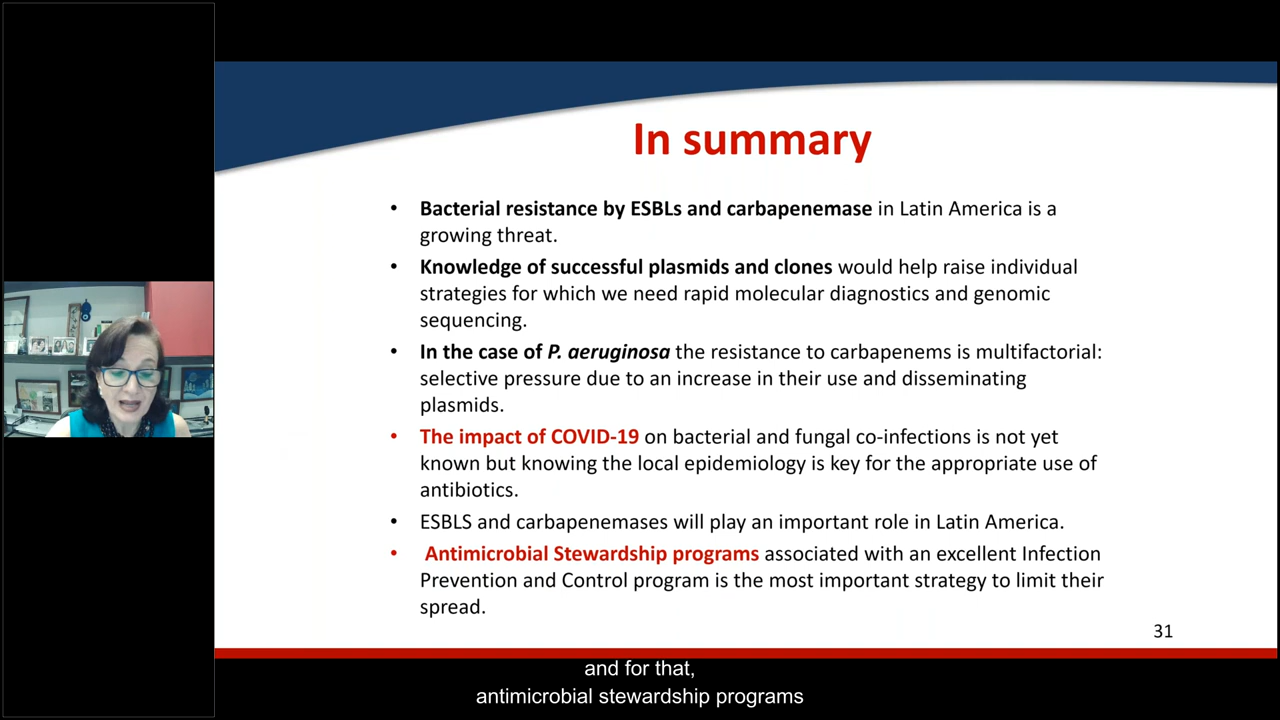 In summary
• Bacterial resistance by ESBLs and carbapenemase in Latin America is a
growing threat.
• Knowledge of successful plasmids and clones would help raise individual
strategies for which we need rapid molecular diagnostics and genomic
sequencing.
• In the case of P. aeruginosa the resistance to carbapenems is multifactorial:
selective pressure due to an increase in their use and disseminating
plasmids.
• The impact of COVID-19 on bacterial and fungal co-infections is not yet
known but knowing the local epidemiology is key for the appropriate use of
antibiotics.
• ESBLS and carbapenemases will play an important role in Latin America.
• Antimicrobial Stewardship programs associated with an excellent Infection
Prevention and Control program is the most important strategy to limit their
spread.
31
and for that,
antimicrobial stewardship programs